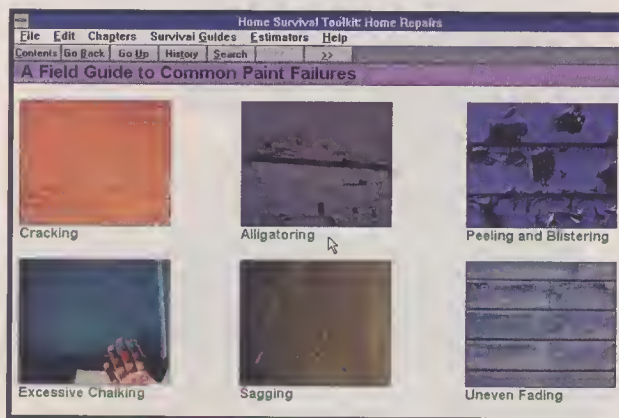 Home Survival Toolkit: Home Repairs
File Edit Chapters Survival Guides Estimators Help
Contents Go Back Go Up History Search >>
A Field Guide to Common Paint Failures
Cracking Alligatoring Peeling and Blistering
Excessive Chalking Sagging Uneven Fading